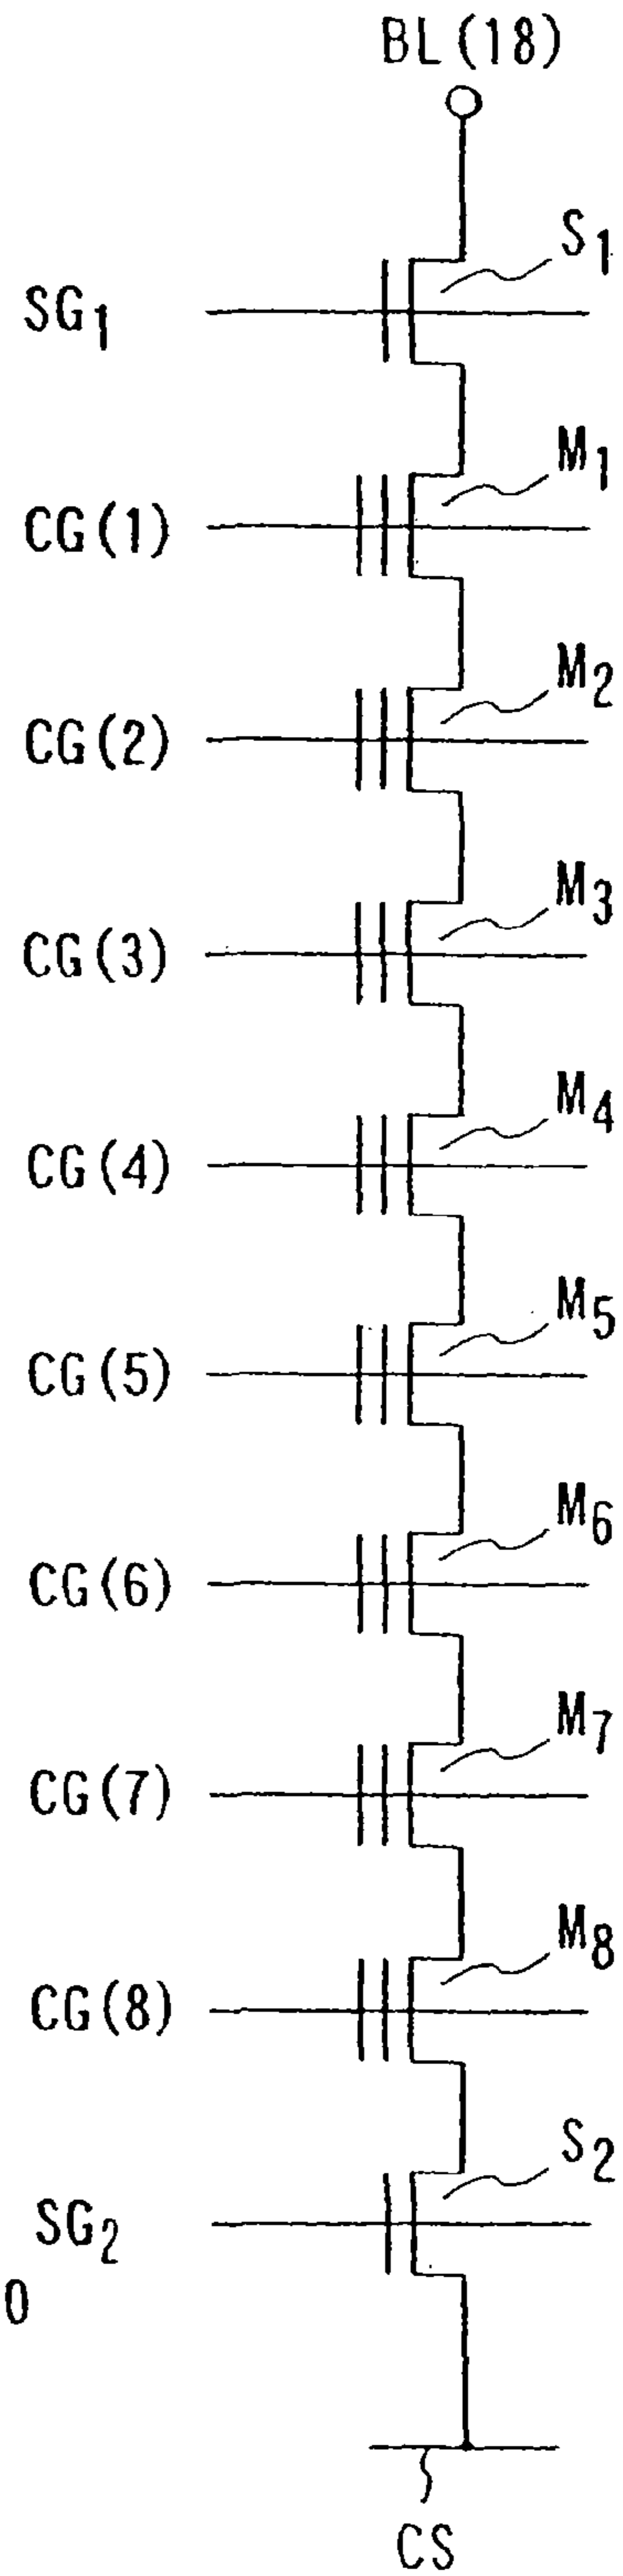 BL(18)
S1
SG1
M1
CG(1)
M2
CG(2)
M3
CG(3)
M4
CG(4)
M5
CG(5)
M6
CG(6)
M7
CG(7)
M8
CG(8)
S2
SG2
0
CS